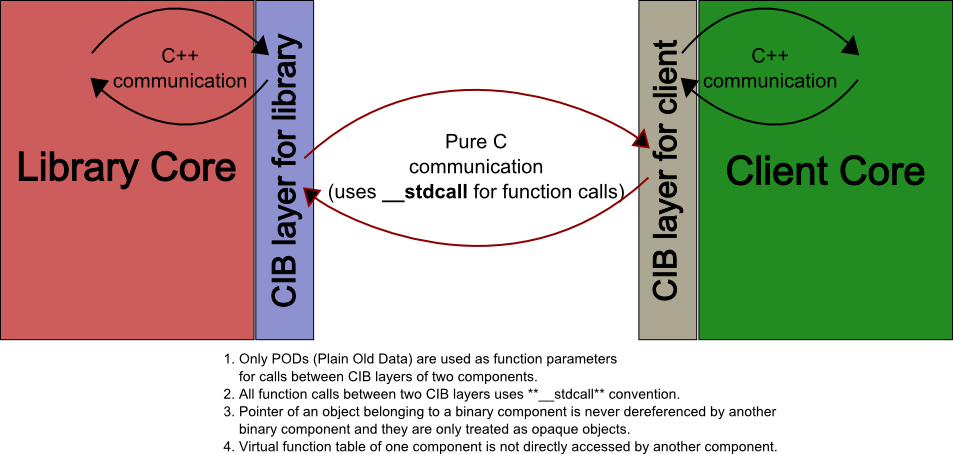 C++
communication
Library Core
CIB layer for library
Pure C
communication
(uses __stdcall for function calls)
CIB layer for client
C++
communication
Client Core
1. Only PODs (Plain Old Data) are used as function parameters
for calls between CIB layers of two components.
2. All function calls between two CIB layers uses **__stdcall** convention.
3. Pointer of an object belonging to a binary component is never dereferenced by another
binary component and they are only treated as opaque objects.
4. Virtual function table of one component is not directly accessed by another component.